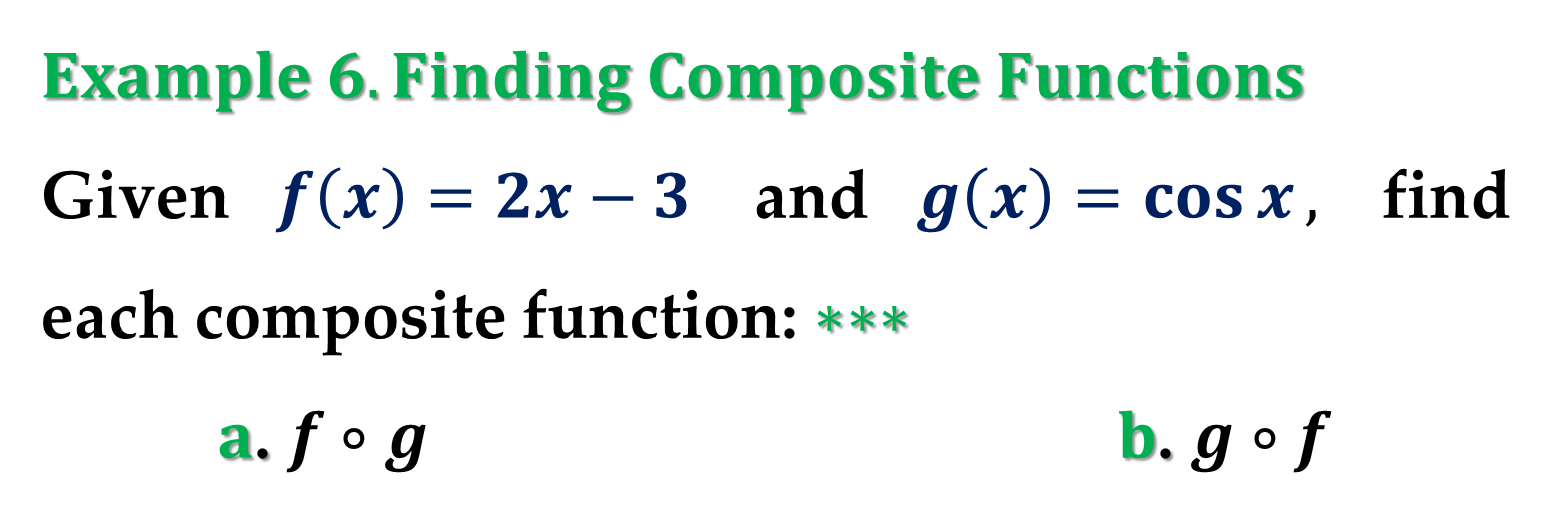 Example 6. Finding Composite Functions
Given f(x) = 2x − 3 and g(x) = cos x, find
each composite function: ***
a. f ∘ g b. g ∘ f